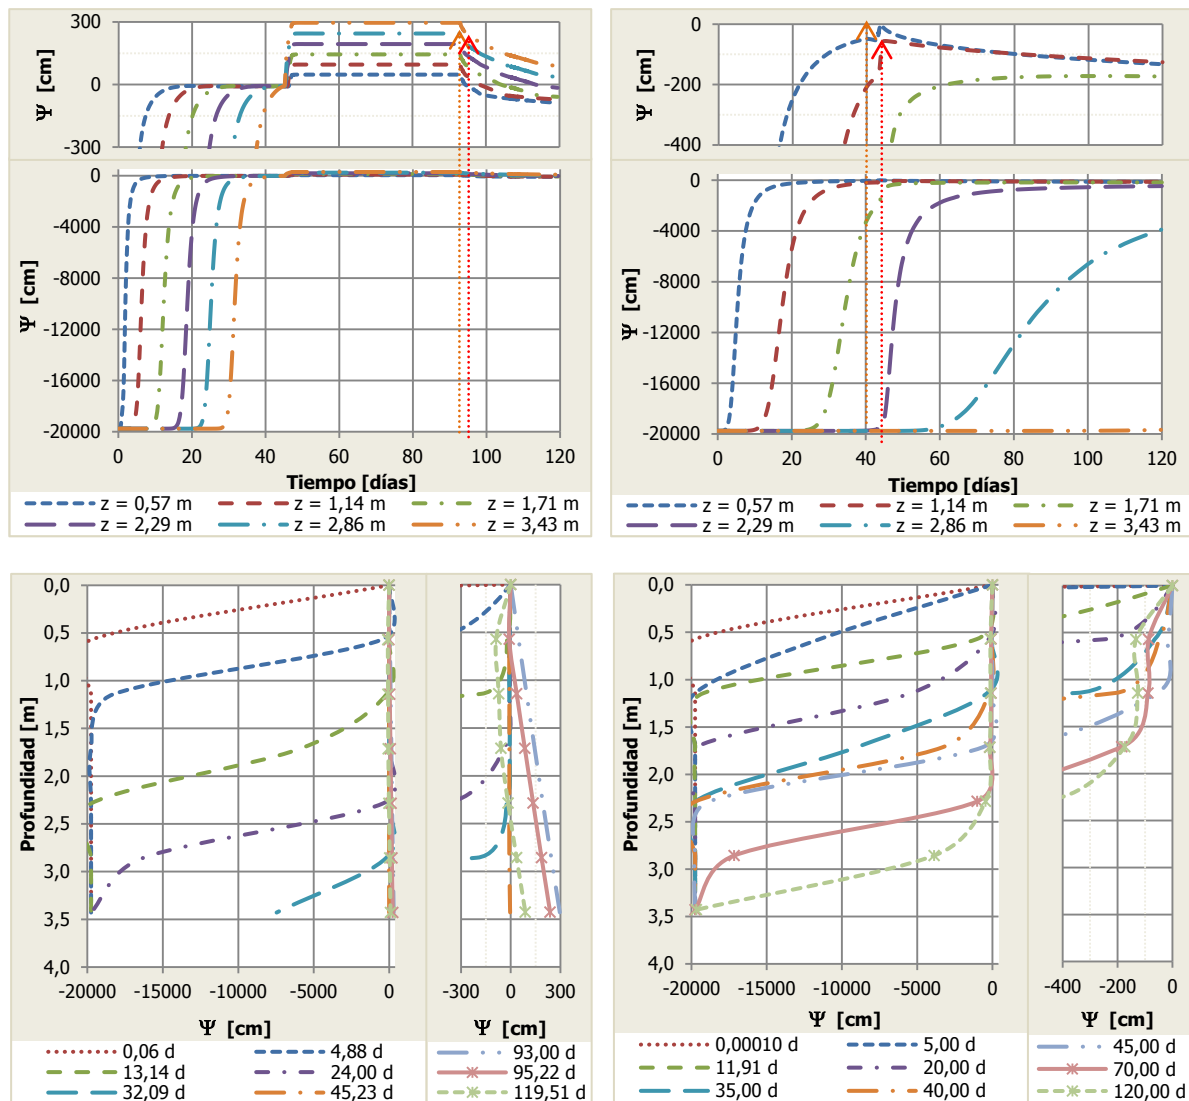 300
0
-300
Ψ [cm]
0
-4000
-8000
-12000
-16000
-20000
Ψ [cm]
0 20 40 60 80 100 120
Tiempo [días]
z = 0,57 m z = 1,14 m z = 1,71 m
z = 2,29 m z = 2,86 m z = 3,43 m
0
-200
-400
Ψ [cm]
0
-4000
-8000
-12000
-16000
-20000
Ψ [cm]
0 20 40 60 80 100 120
Tiempo [días]
z = 0,57 m z = 1,14 m z = 1,71 m
z = 2,29 m z = 2,86 m z = 3,43 m
0,0
0,5
1,0
1,5
2,0
2,5
3,0
3,5
4,0
Profundidad [m]
-20000 -15000 -10000 -5000 0
Ψ [cm]
-300 0 300
Ψ [cm]
0,06 d 4,88 d 93,00 d
13,14 d 24,00 d 95,22 d
32,09 d 45,23 d 119,51 d
0,0
0,5
1,0
1,5
2,0
2,5
3,0
3,5
4,0
Profundidad [m]
-20000 -15000 -10000 -5000 0
Ψ [cm]
-400 -200 0
Ψ [cm]
0,00010 d 5,00 d 45,00 d
11,91 d 20,00 d 70,00 d
35,00 d 40,00 d 120,00 d